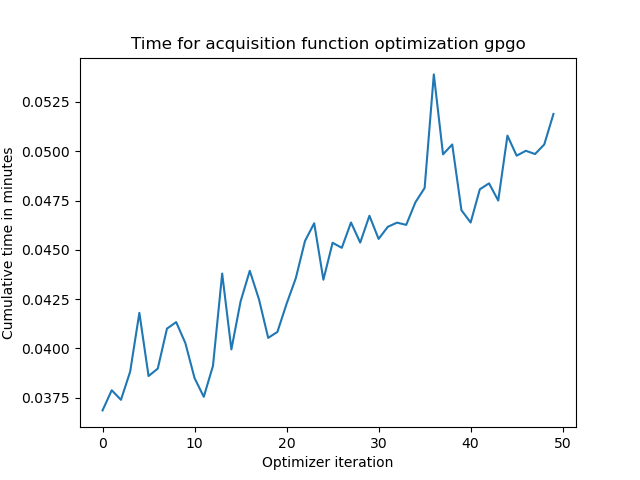 Time for acquisition function optimization gpgo
0.0525
0.0500
0.0475
0.0450
0.0425
0.0400
0.0375
Cumulative time in minutes
0 10 20 30 40 50
Optimizer iteration